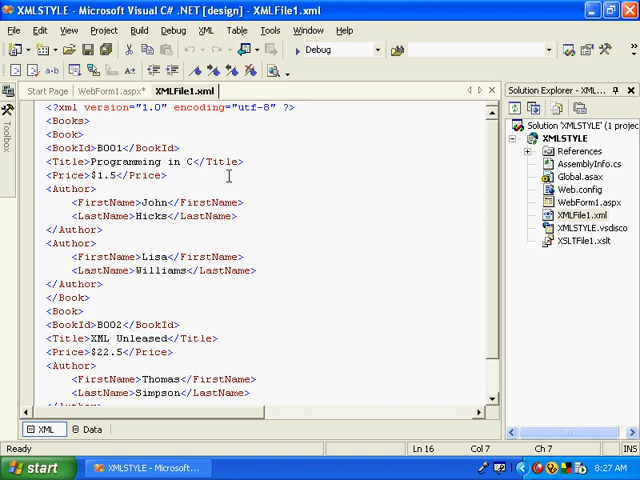 XMLSTYLE - Microsoft Visual C# .NET [design] - XMLFile1.xml
File Edit View Project Build Debug XML Table Tools Window Help
Debug
Start Page WebForm1.aspx* XMLFile1.xml
Toolbox
<?xml version="1.0" encoding="utf-8" ?>
<Books>
<Book>
<BookId>B001</BookId>
<Title>Programming in C</Title>
<Price>$1.5</Price>
<Author>
<FirstName>John</FirstName>
<LastName>Hicks</LastName>
</Author>
<Author>
<FirstName>Lisa</FirstName>
<LastName>Williams</LastName>
</Author>
</Book>
<Book>
<BookId>B002</BookId>
<Title>XML Unleased</Title>
<Price>$22.5</Price>
<Author>
<FirstName>Thomas</FirstName>
<LastName>Simpson</LastName>
</Author>
XML Data
Solution Explorer - XML...
Solution 'XMLSTYLE' (1 projec
XMLSTYLE
References
AssemblyInfo.cs
Global.asax
Web.config
WebForm1.aspx
XMLFile1.xml
XMLSTYLE.vsdisco
XSLTFile1.xslt
Ready Ln 16 Col 7 Ch 7 INS
start XMLSTYLE - Microsoft... 8:27 AM